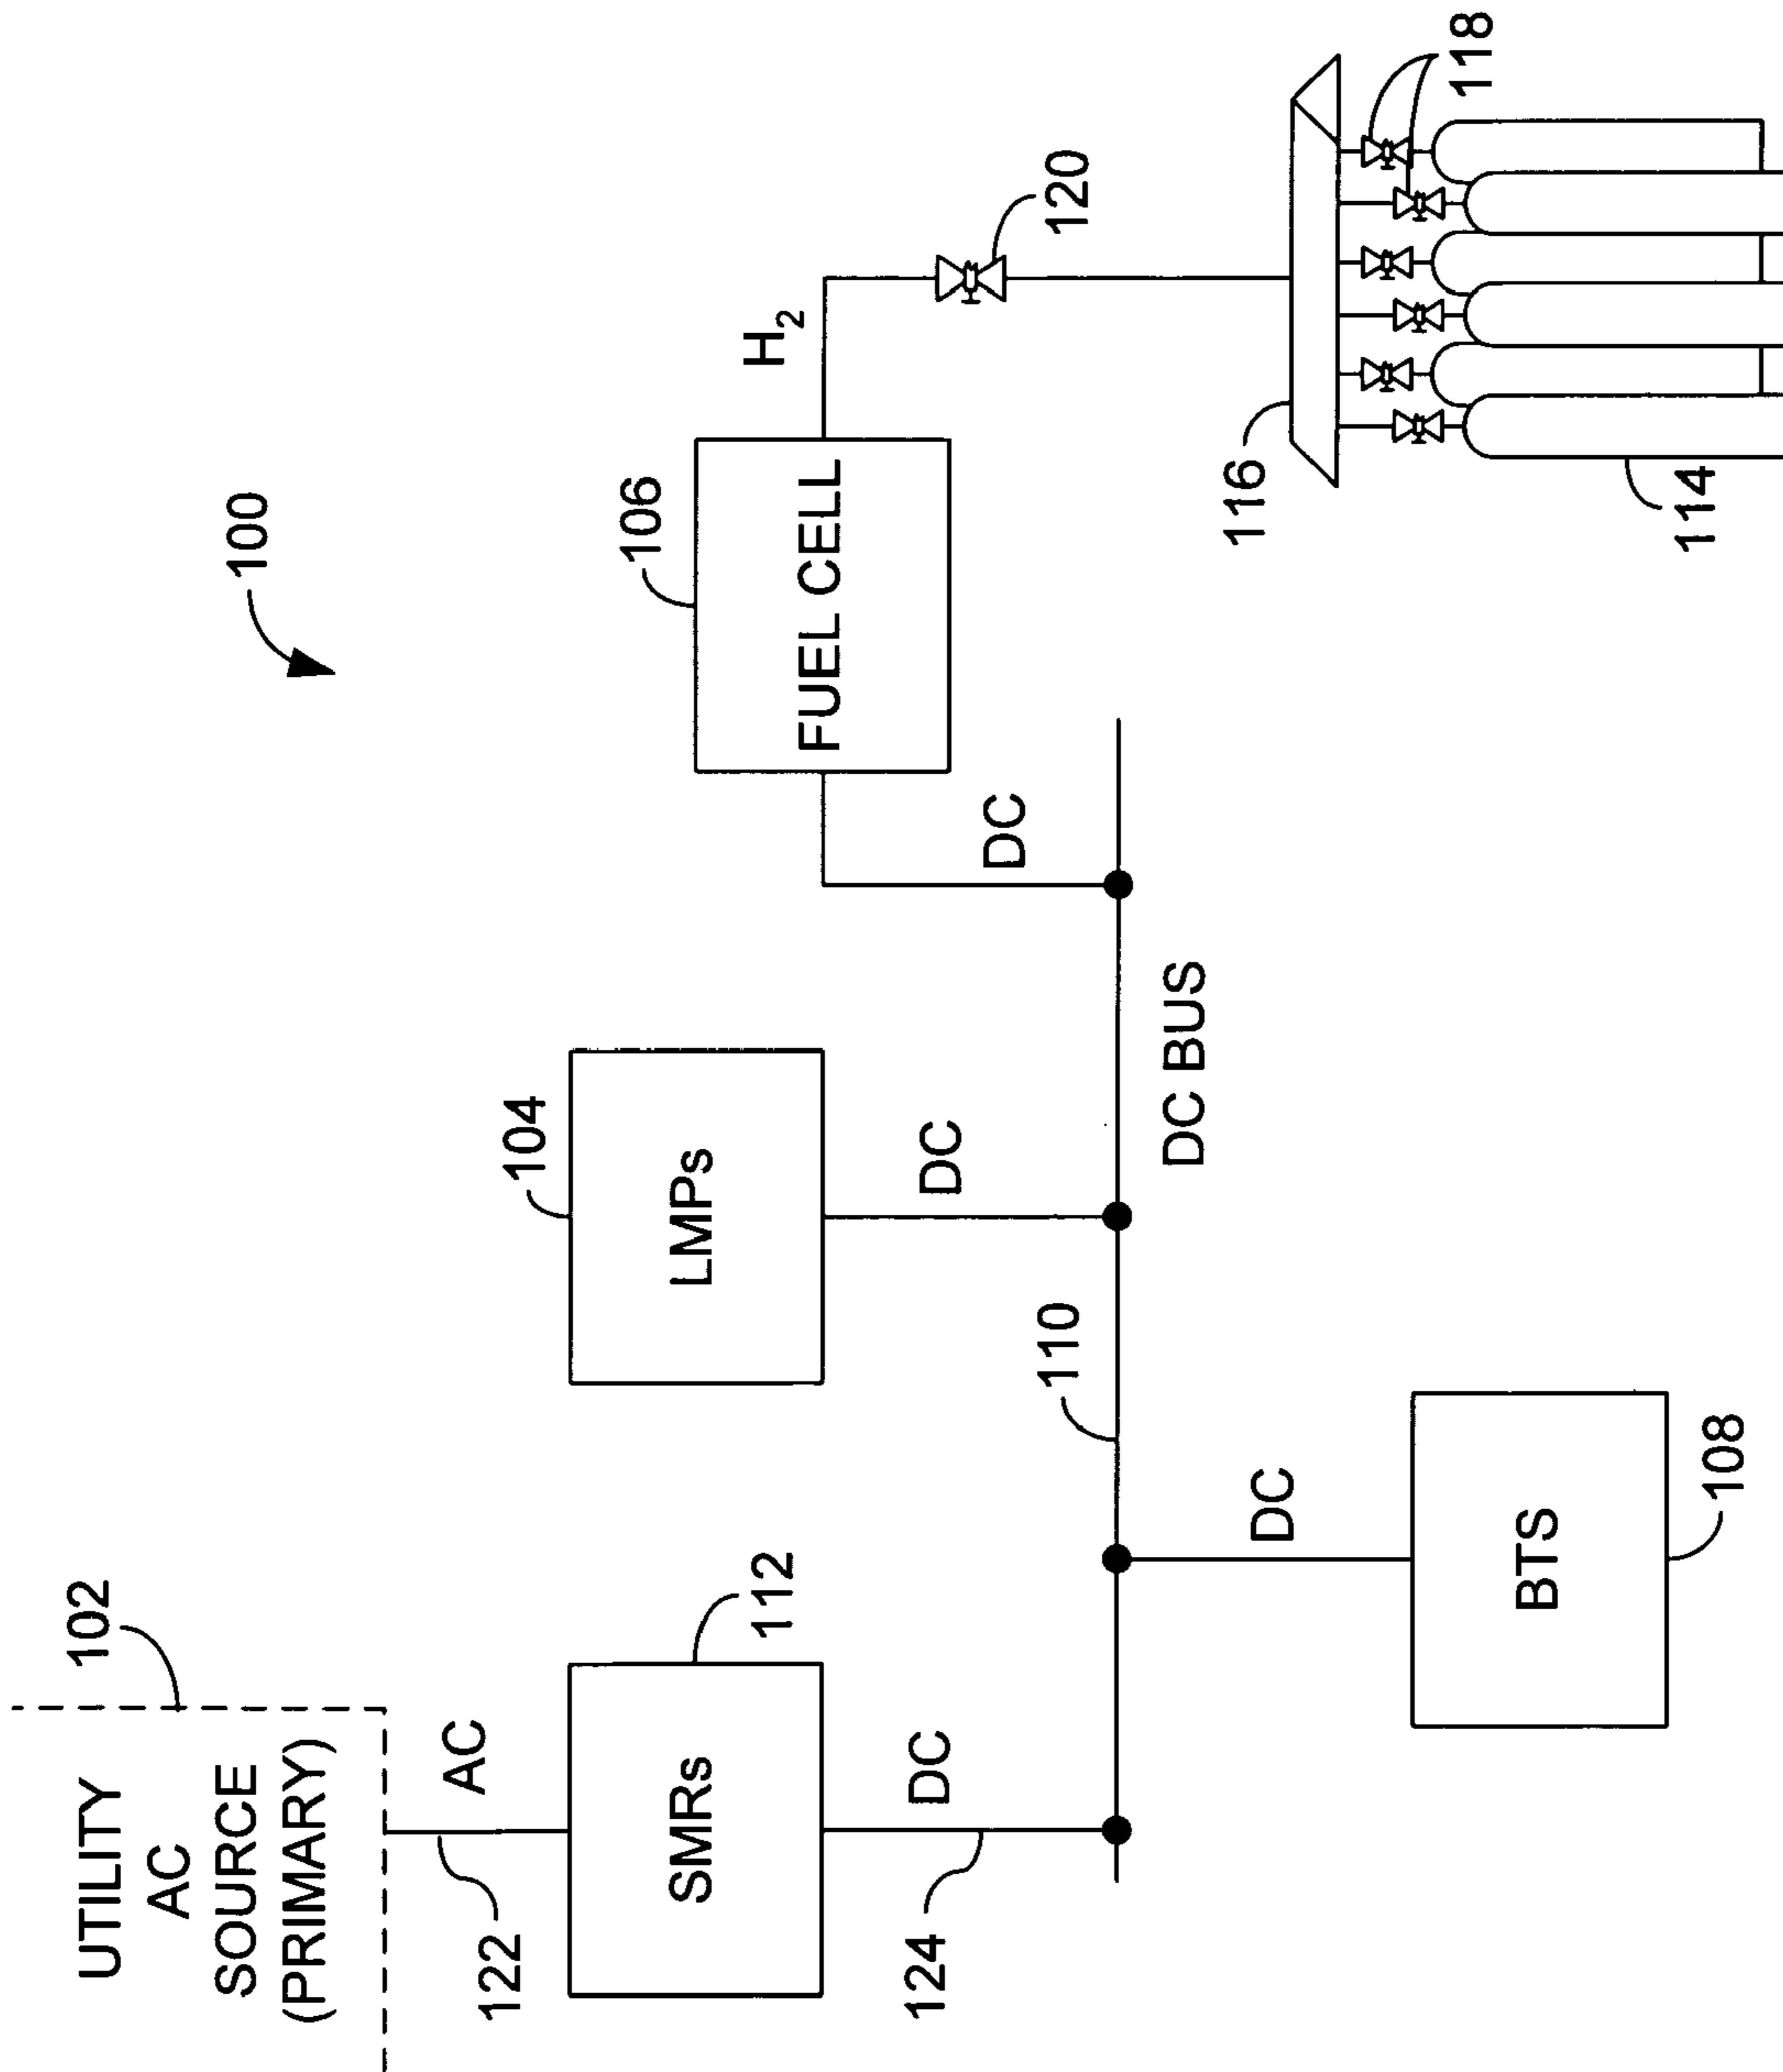 100
UTILITY
AC
SOURCE
(PRIMARY)
102
122
AC
SMRs
112
124
DC
104
LMPs
DC
106
FUEL CELL
DC
H₂
120
110
DC BUS
DC
BTS
108
116
118
114